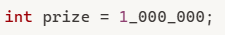 int prize = 1_000_000;